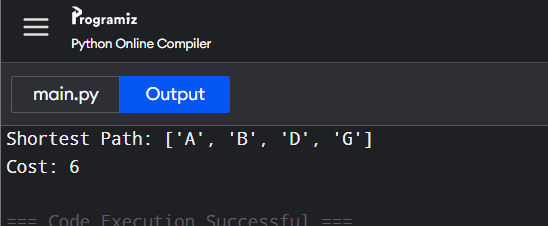 Programiz
Python Online Compiler
main.py
Output
Shortest Path: ['A', 'B', 'D', 'G']
Cost: 6
=== Code Execution Successful ===